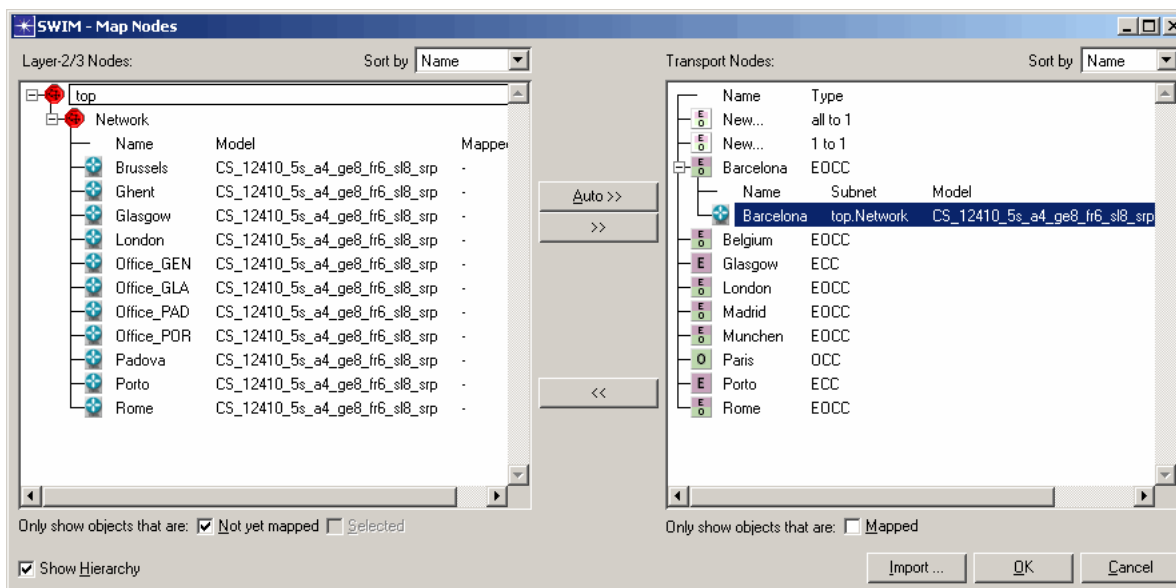 SWIM - Map Nodes
Layer-2/3 Nodes: Sort by Name
top
Network
Name Model Mapped
Brussels CS_12410_5s_a4_ge8_fr6_sl8_srp -
Ghent CS_12410_5s_a4_ge8_fr6_sl8_srp -
Glasgow CS_12410_5s_a4_ge8_fr6_sl8_srp -
London CS_12410_5s_a4_ge8_fr6_sl8_srp -
Office_GEN CS_12410_5s_a4_ge8_fr6_sl8_srp -
Office_GLA CS_12410_5s_a4_ge8_fr6_sl8_srp -
Office_PAD CS_12410_5s_a4_ge8_fr6_sl8_srp -
Office_POR CS_12410_5s_a4_ge8_fr6_sl8_srp -
Padova CS_12410_5s_a4_ge8_fr6_sl8_srp -
Porto CS_12410_5s_a4_ge8_fr6_sl8_srp -
Rome CS_12410_5s_a4_ge8_fr6_sl8_srp -
Only show objects that are: Not yet mapped Selected
Show Hierarchy
Auto >>
>>
<<
Transport Nodes: Sort by Name
Name Type
E O New... all to 1
E O New... 1 to 1
E O Barcelona EOCC
Name Subnet Model
Barcelona top.Network CS_12410_5s_a4_ge8_fr6_sl8_srp
E O Belgium EOCC
E Glasgow ECC
E O London EOCC
E O Madrid EOCC
E O Munchen EOCC
O Paris OCC
E Porto ECC
E O Rome EOCC
Only show objects that are: Mapped
Import ... OK Cancel